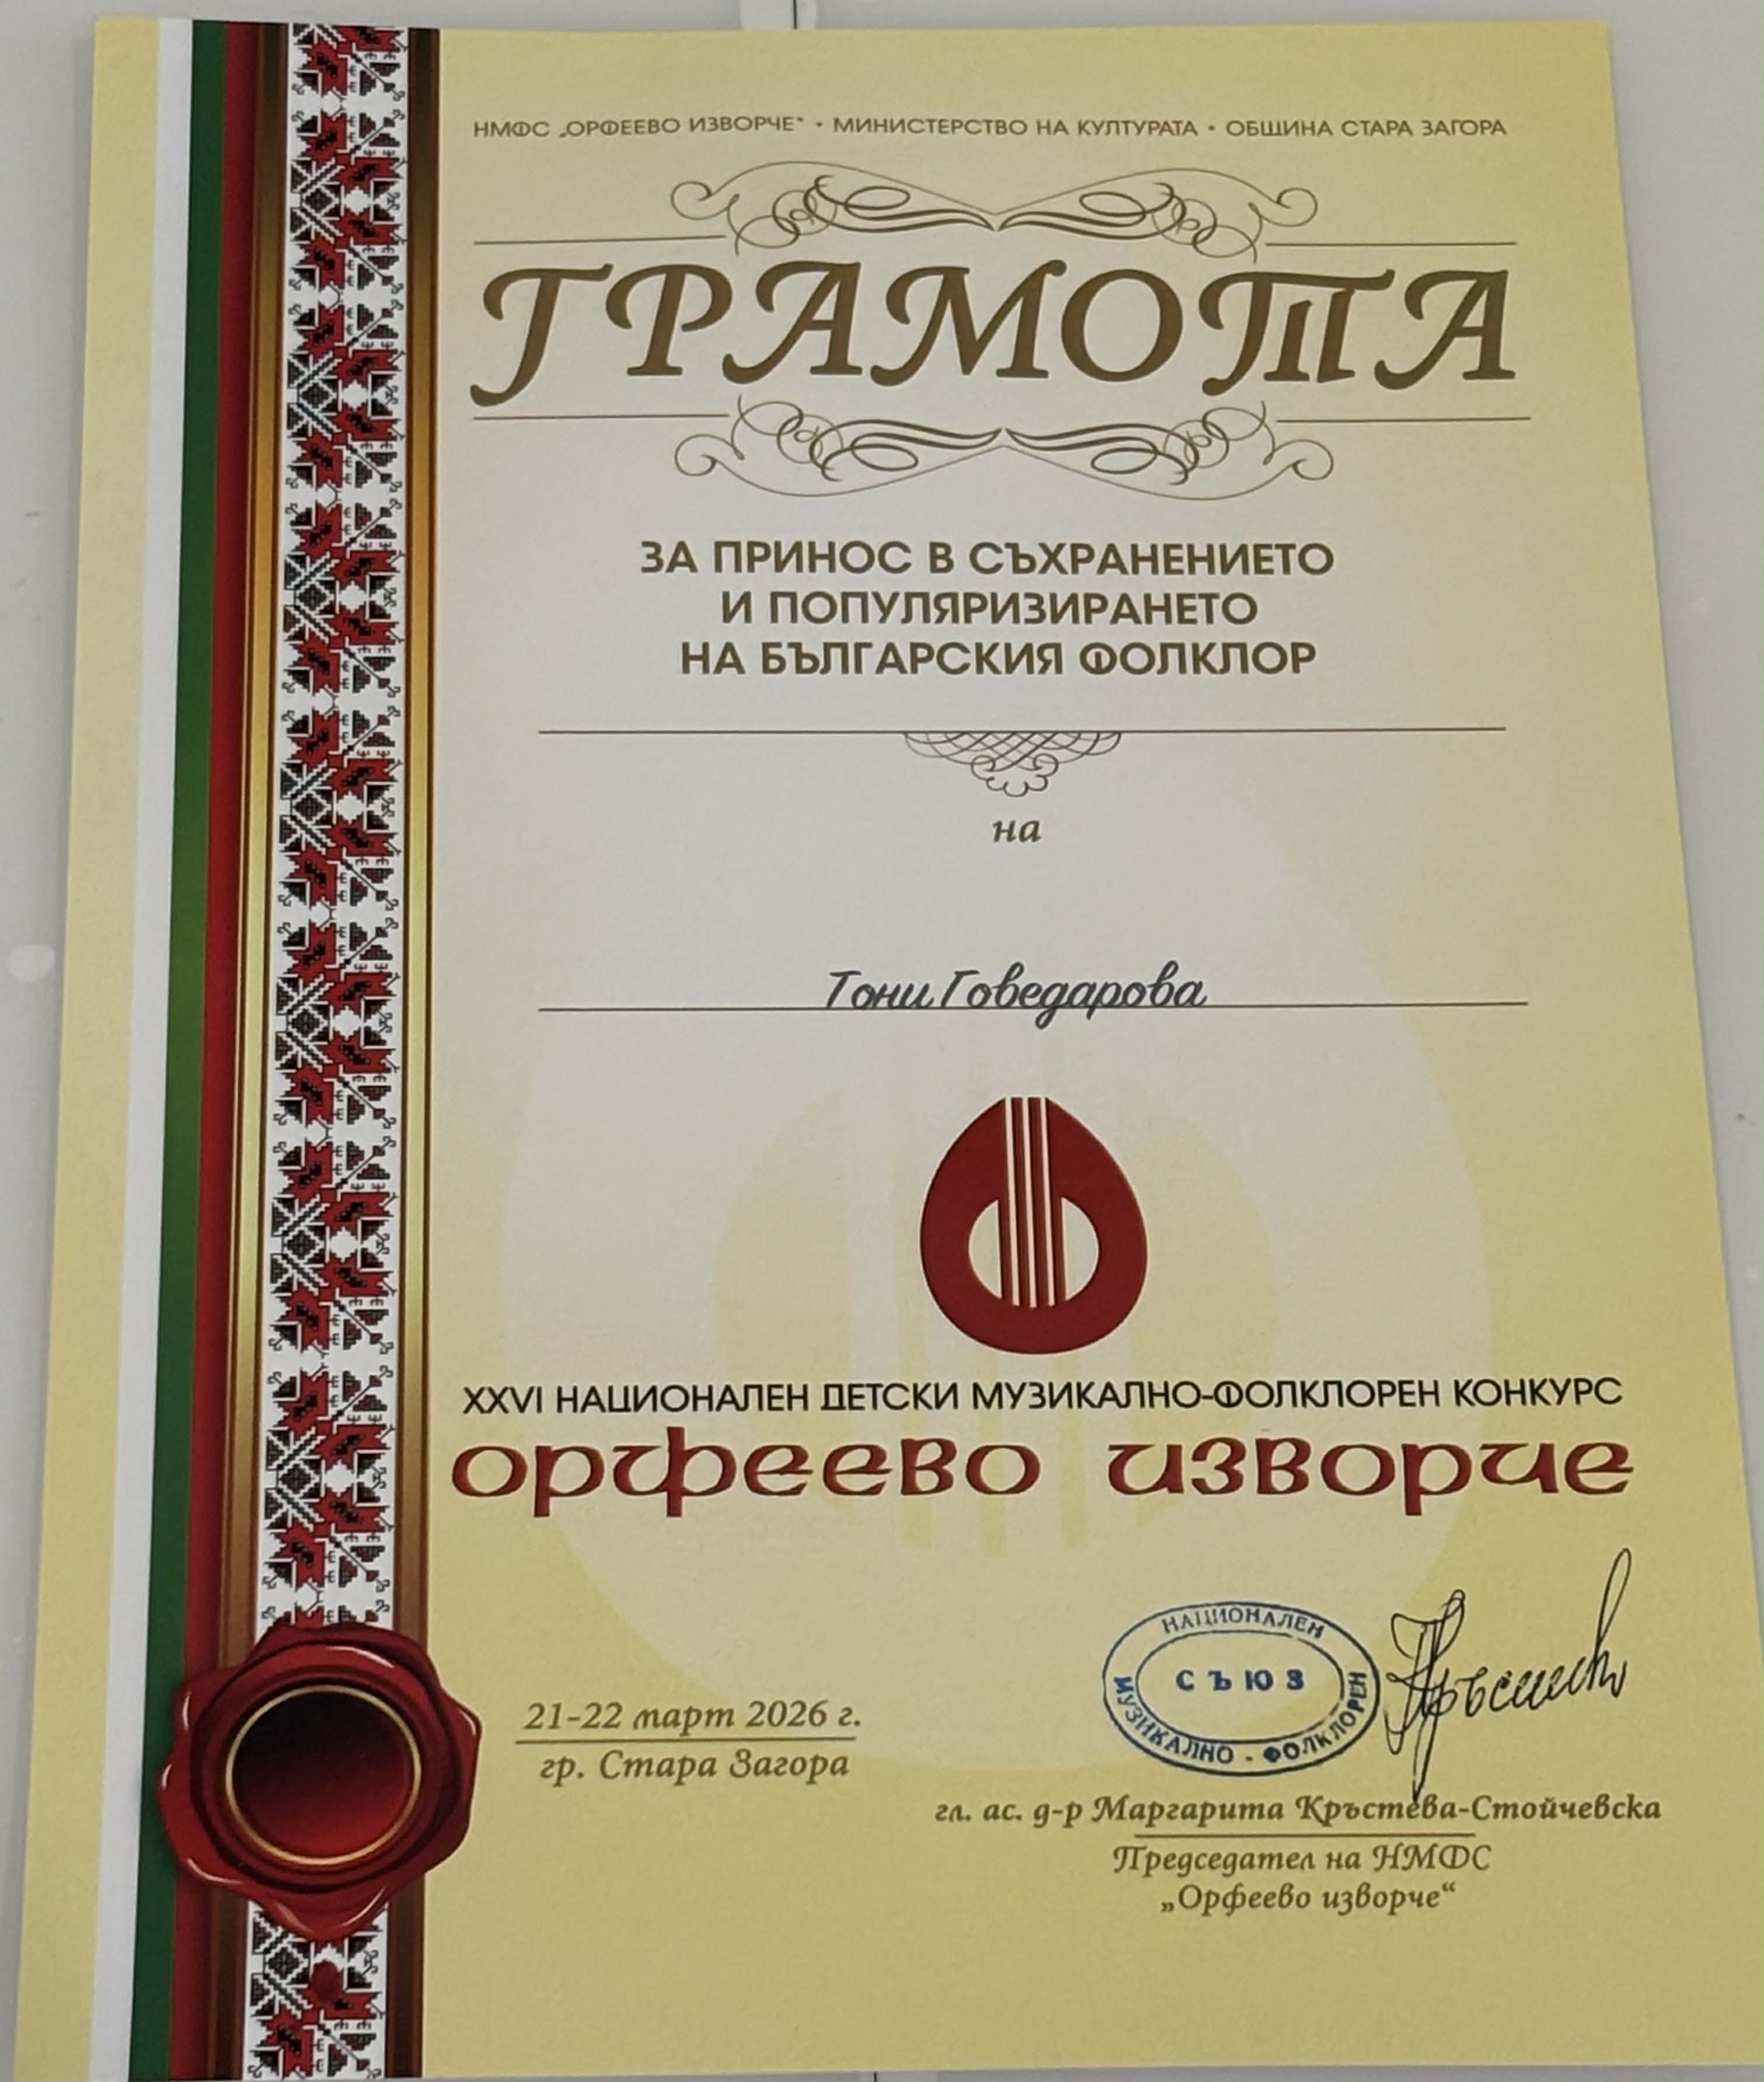 НМФС „ОРФЕЕВО ИЗВОРЧЕ“ • МИНИСТЕРСТВО НА КУЛТУРАТА • ОБЩИНА СТАРА ЗАГОРА
ГРАМОТА
ЗА ПРИНОС В СЪХРАНЕНИЕТО
И ПОПУЛЯРИЗИРАНЕТО
НА БЪЛГАРСКИЯ ФОЛКЛОР
на
Тони Говедарова
XXVI НАЦИОНАЛЕН ДЕТСКИ МУЗИКАЛНО-ФОЛКЛОРЕН КОНКУРС
орфеево изворче
НАЦИОНАЛЕН
СЪЮЗ
МУЗИКАЛНО - ФОЛКЛОРЕН
21-22 март 2026 г.
гр. Стара Загора
гл. ас. д-р Маргарита Кръстева-Стойчевска
Председател на НМФС
„Орфеево изворче“